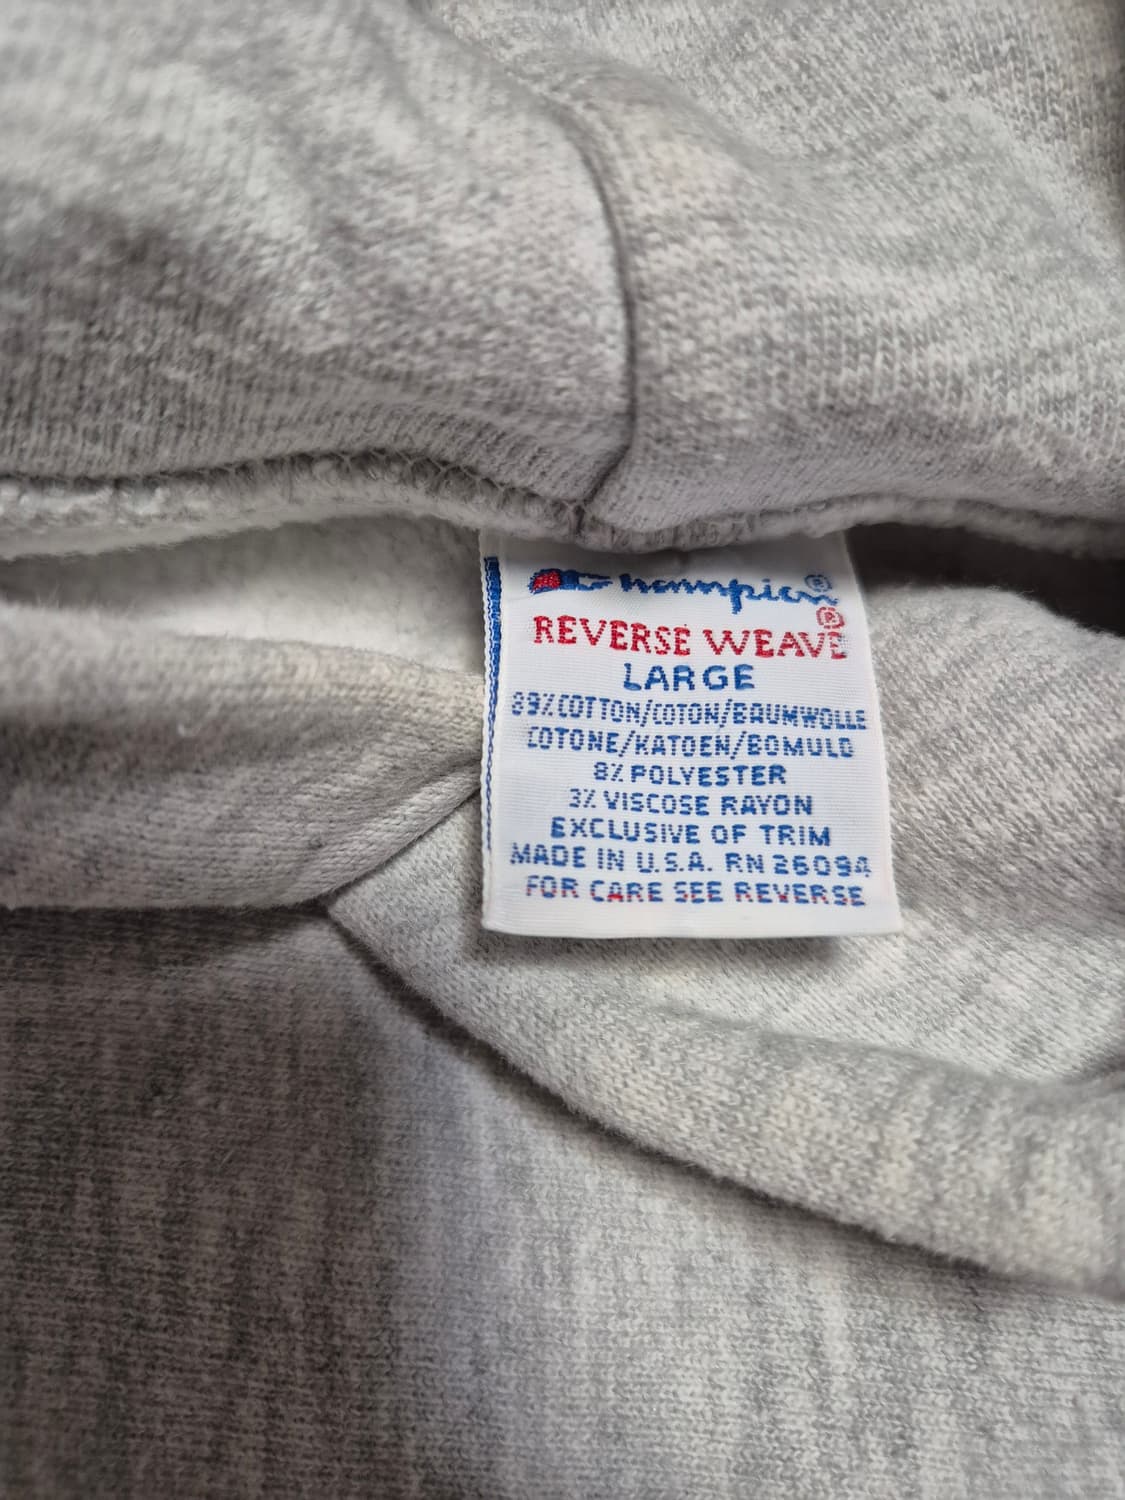 Champion®
REVERSE WEAVE®
LARGE
89% COTTON/COTON/BAUMWOLLE
COTONE/KATOEN/BOMULD
8% POLYESTER
3% VISCOSE RAYON
EXCLUSIVE OF TRIM
MADE IN U.S.A. RN 26094
FOR CARE SEE REVERSE